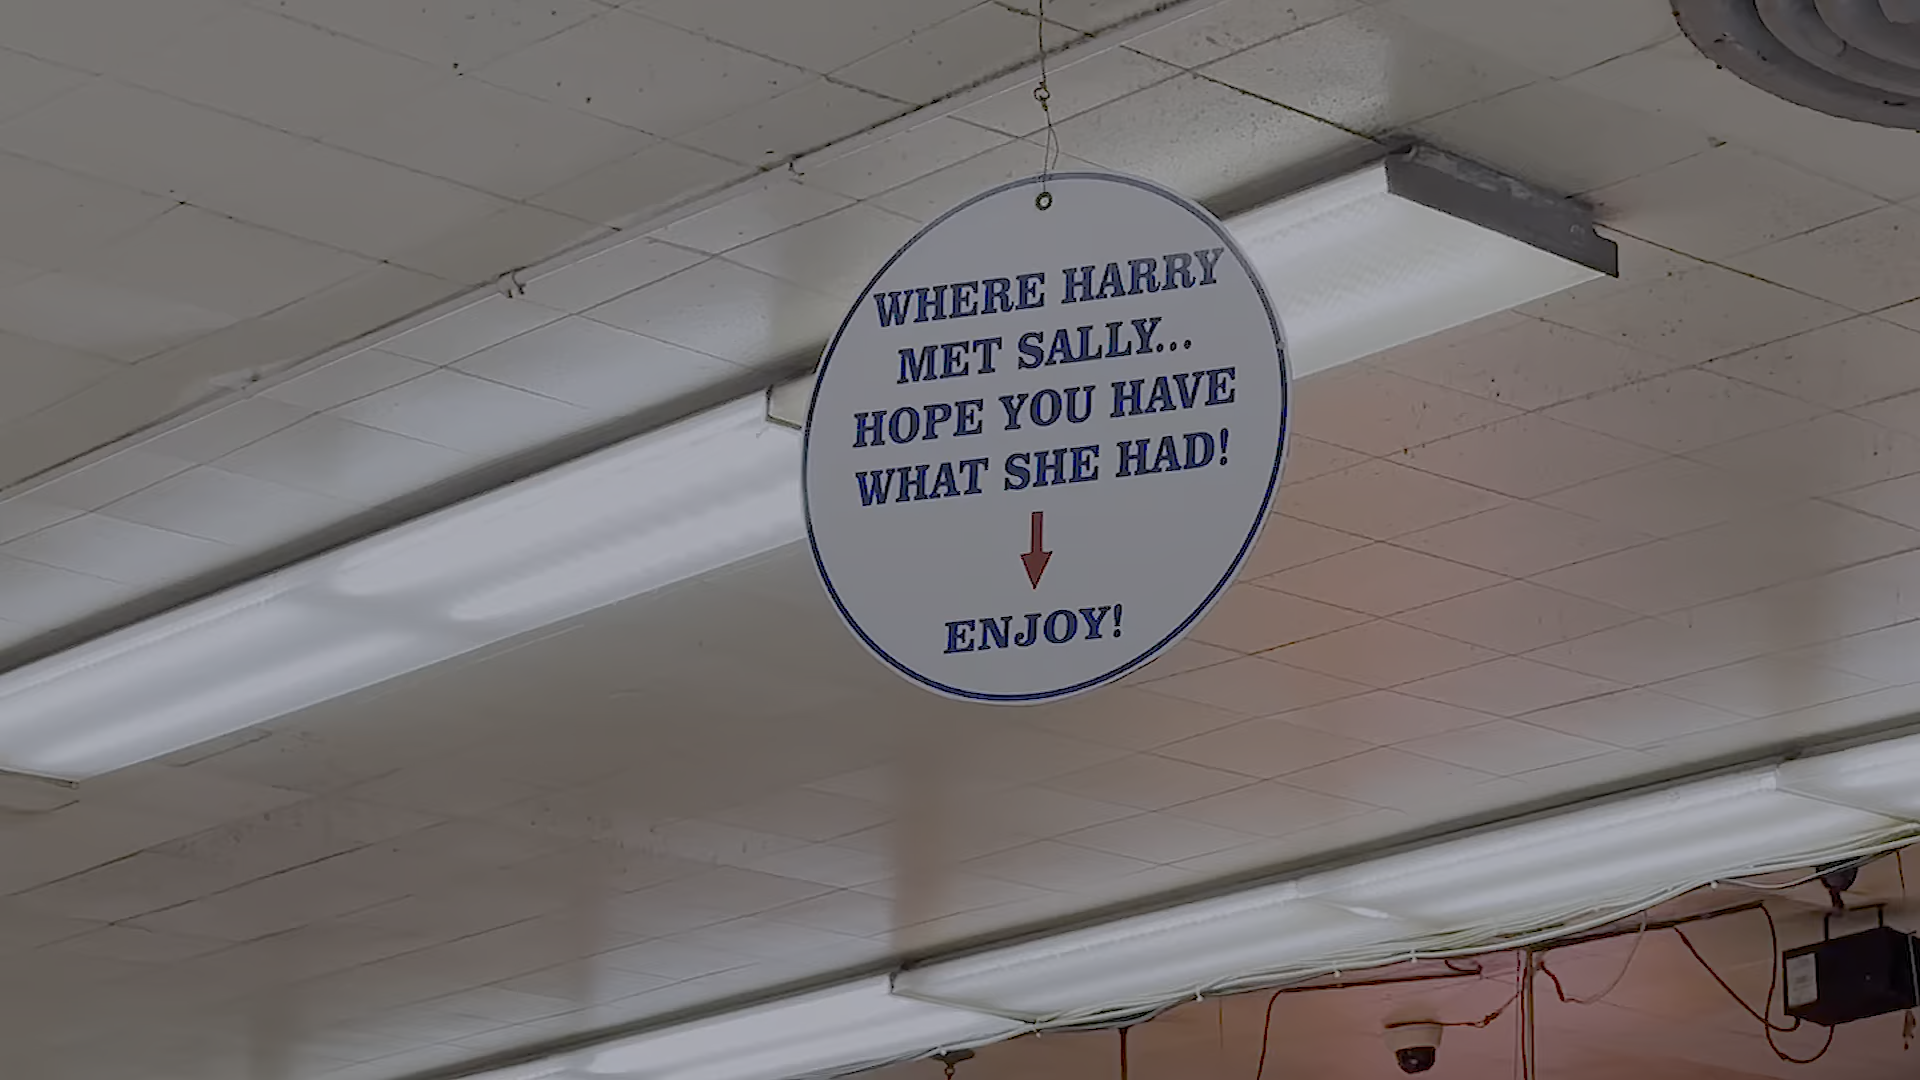 WHERE HARRY
MET SALLY...
HOPE YOU HAVE
WHAT SHE HAD!
ENJOY!